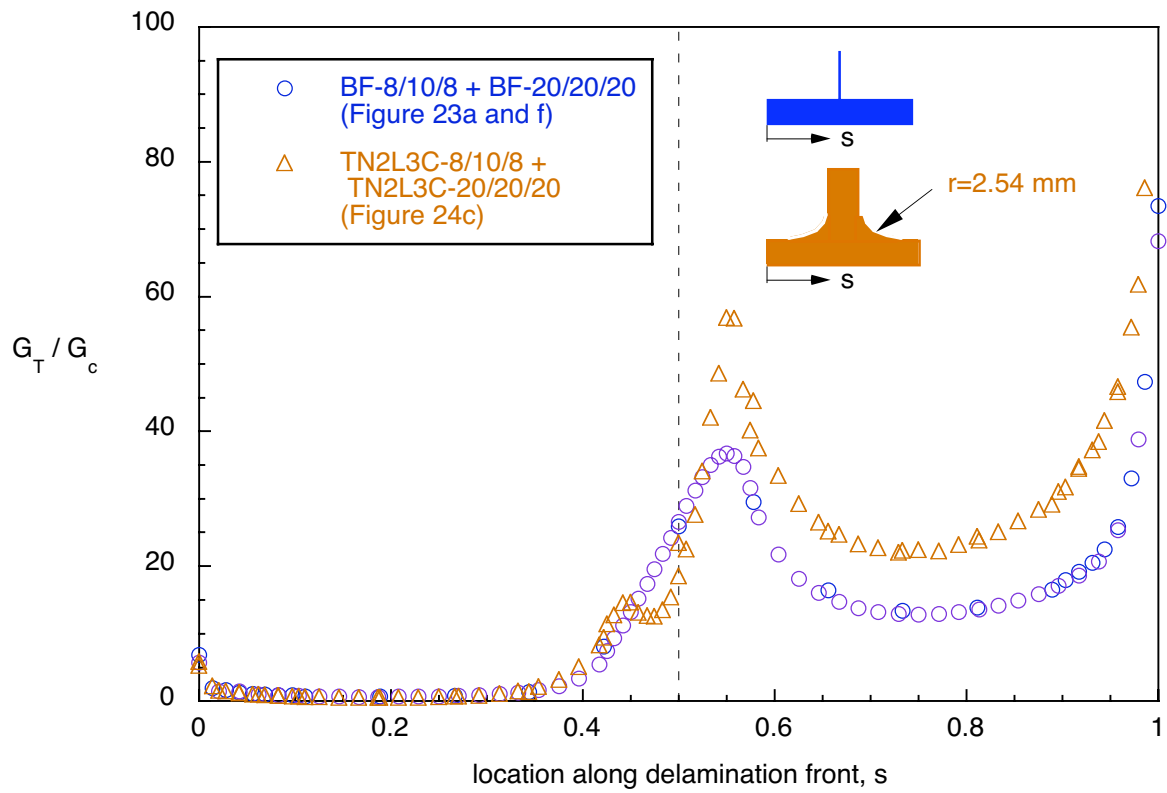 100
80
60
40
20
0
G_T / G_c
BF-8/10/8 + BF-20/20/20
(Figure 23a and f)
TN2L3C-8/10/8 +
TN2L3C-20/20/20
(Figure 24c)
s
r=2.54 mm
s
0
0.2
0.4
0.6
0.8
1
location along delamination front, s